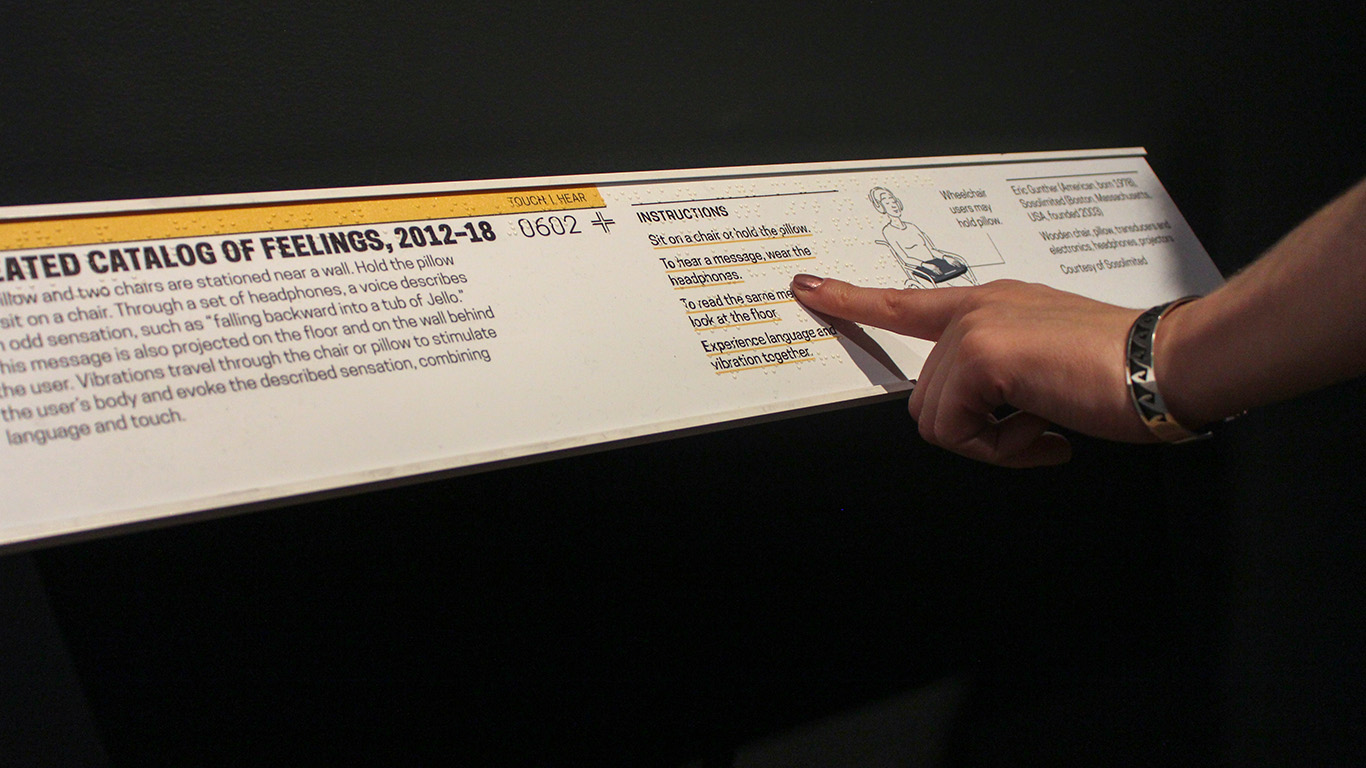 TOUCH | HEAR
EATED CATALOG OF FEELINGS, 2012–18
0602
illow and two chairs are stationed near a wall. Hold the pillow
sit on a chair. Through a set of headphones, a voice describes
n odd sensation, such as “falling backward into a tub of Jello.”
his message is also projected on the floor and on the wall behind
the user. Vibrations travel through the chair or pillow to stimulate
the user’s body and evoke the described sensation, combining
language and touch.
INSTRUCTIONS
Sit on a chair or hold the pillow.
To hear a message, wear the
headphones.
To read the same me
look at the floor
Experience language and
vibration together.
Wheelchair
users may
hold pillow.
Eric Gunther (American, born 1978),
Sosolimited (Boston, Massachusetts,
USA, founded 2003)
Wooden chair, pillow, transducers and
electronics, headphones, projectors
Courtesy of Sosolimited